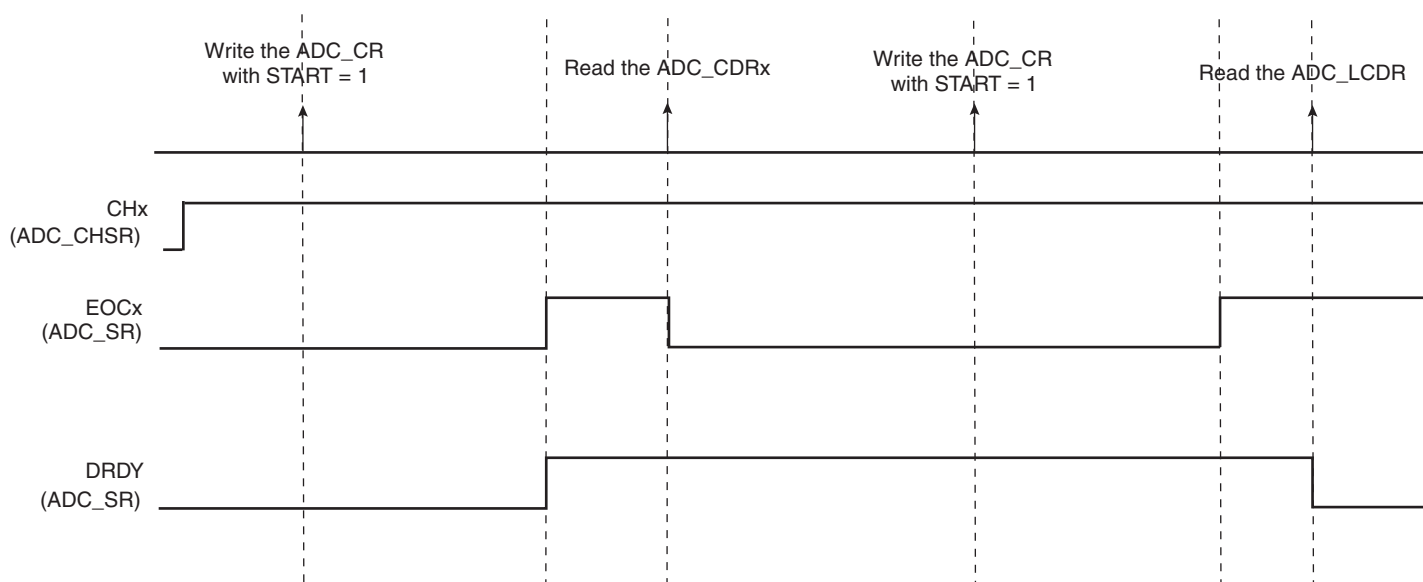 Write the ADC_CR
with START = 1
Read the ADC_CDRx
Write the ADC_CR
with START = 1
Read the ADC_LCDR
CHx
(ADC_CHSR)
EOCx
(ADC_SR)
DRDY
(ADC_SR)